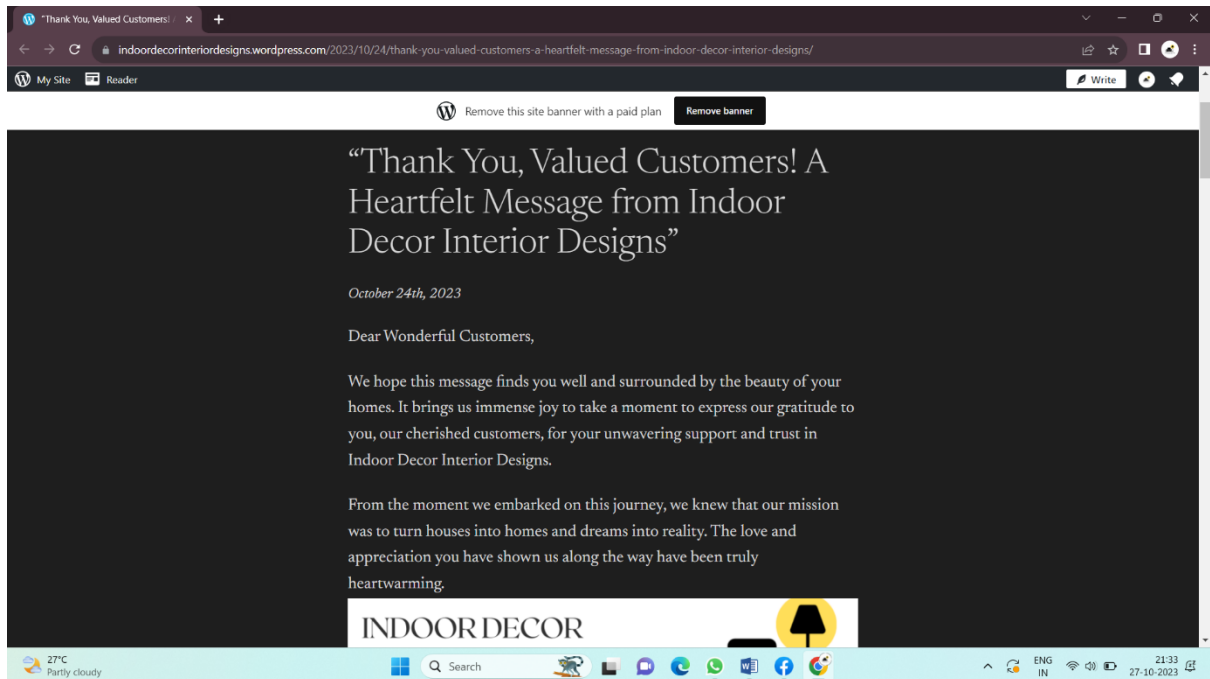 "Thank You, Valued Customers! A
indoordecorinteriordesigns.wordpress.com/2023/10/24/thank-you-valued-customers-a-heartfelt-message-from-indoor-decor-interior-designs/
My Site Reader Write
Remove this site banner with a paid plan Remove banner
“Thank You, Valued Customers! A
Heartfelt Message from Indoor
Decor Interior Designs”
October 24th, 2023
Dear Wonderful Customers,
We hope this message finds you well and surrounded by the beauty of your
homes. It brings us immense joy to take a moment to express our gratitude to
you, our cherished customers, for your unwavering support and trust in
Indoor Decor Interior Designs.
From the moment we embarked on this journey, we knew that our mission
was to turn houses into homes and dreams into reality. The love and
appreciation you have shown us along the way have been truly
heartwarming.
INDOOR DECOR
27°C
Partly cloudy
Search
ENG
IN
21:33
27-10-2023